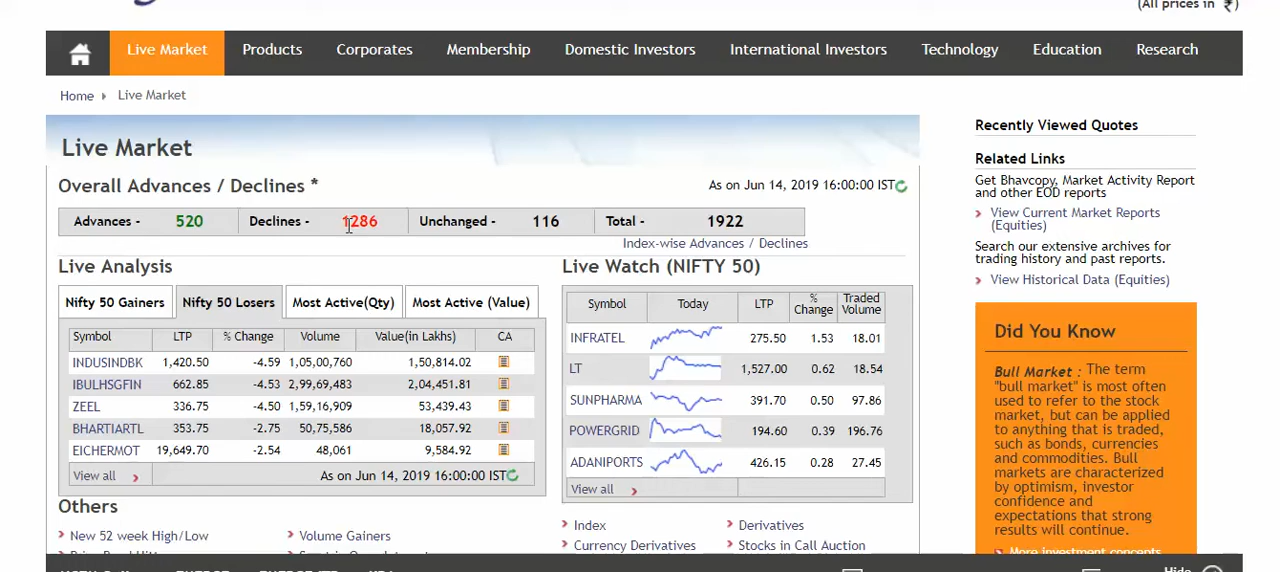 (All prices in ₹)
Live Market Products Corporates Membership Domestic Investors International Investors Technology Education Research
Home Live Market
Live Market
Overall Advances / Declines *
As on Jun 14, 2019 16:00:00 IST
Advances - 520 Declines - 1286 Unchanged - 116 Total - 1922
Index-wise Advances / Declines
Live Analysis
Nifty 50 Gainers Nifty 50 Losers Most Active(Qty) Most Active (Value)
Symbol LTP % Change Volume Value(in Lakhs) CA
INDUSINDBK 1,420.50 -4.59 1,05,00,760 1,50,814.02
IBULHSGFIN 662.85 -4.53 2,99,69,483 2,04,451.81
ZEEL 336.75 -4.50 1,59,16,909 53,439.43
BHARTIARTL 353.75 -2.75 50,75,586 18,057.92
EICHERMOT 19,649.70 -2.54 48,061 9,584.92
View all As on Jun 14, 2019 16:00:00 IST
Others
New 52 week High/Low Volume Gainers
Live Watch (NIFTY 50)
Symbol Today LTP % Change Traded Volume
INFRATEL 275.50 1.53 18.01
LT 1,527.00 0.62 18.54
SUNPHARMA 391.70 0.50 97.86
POWERGRID 194.60 0.39 196.76
ADANIPORTS 426.15 0.28 27.45
View all
Index Derivatives
Currency Derivatives Stocks in Call Auction
Recently Viewed Quotes
Related Links
Get Bhavcopy, Market Activity Report
and other EOD reports
View Current Market Reports
(Equities)
Search our extensive archives for
trading history and past reports.
View Historical Data (Equities)
Did You Know
Bull Market : The term
"bull market" is most often
used to refer to the stock
market, but can be applied
to anything that is traded,
such as bonds, currencies
and commodities. Bull
markets are characterized
by optimism, investor
confidence and
expectations that strong
results will continue.
More investment concepts
Hide